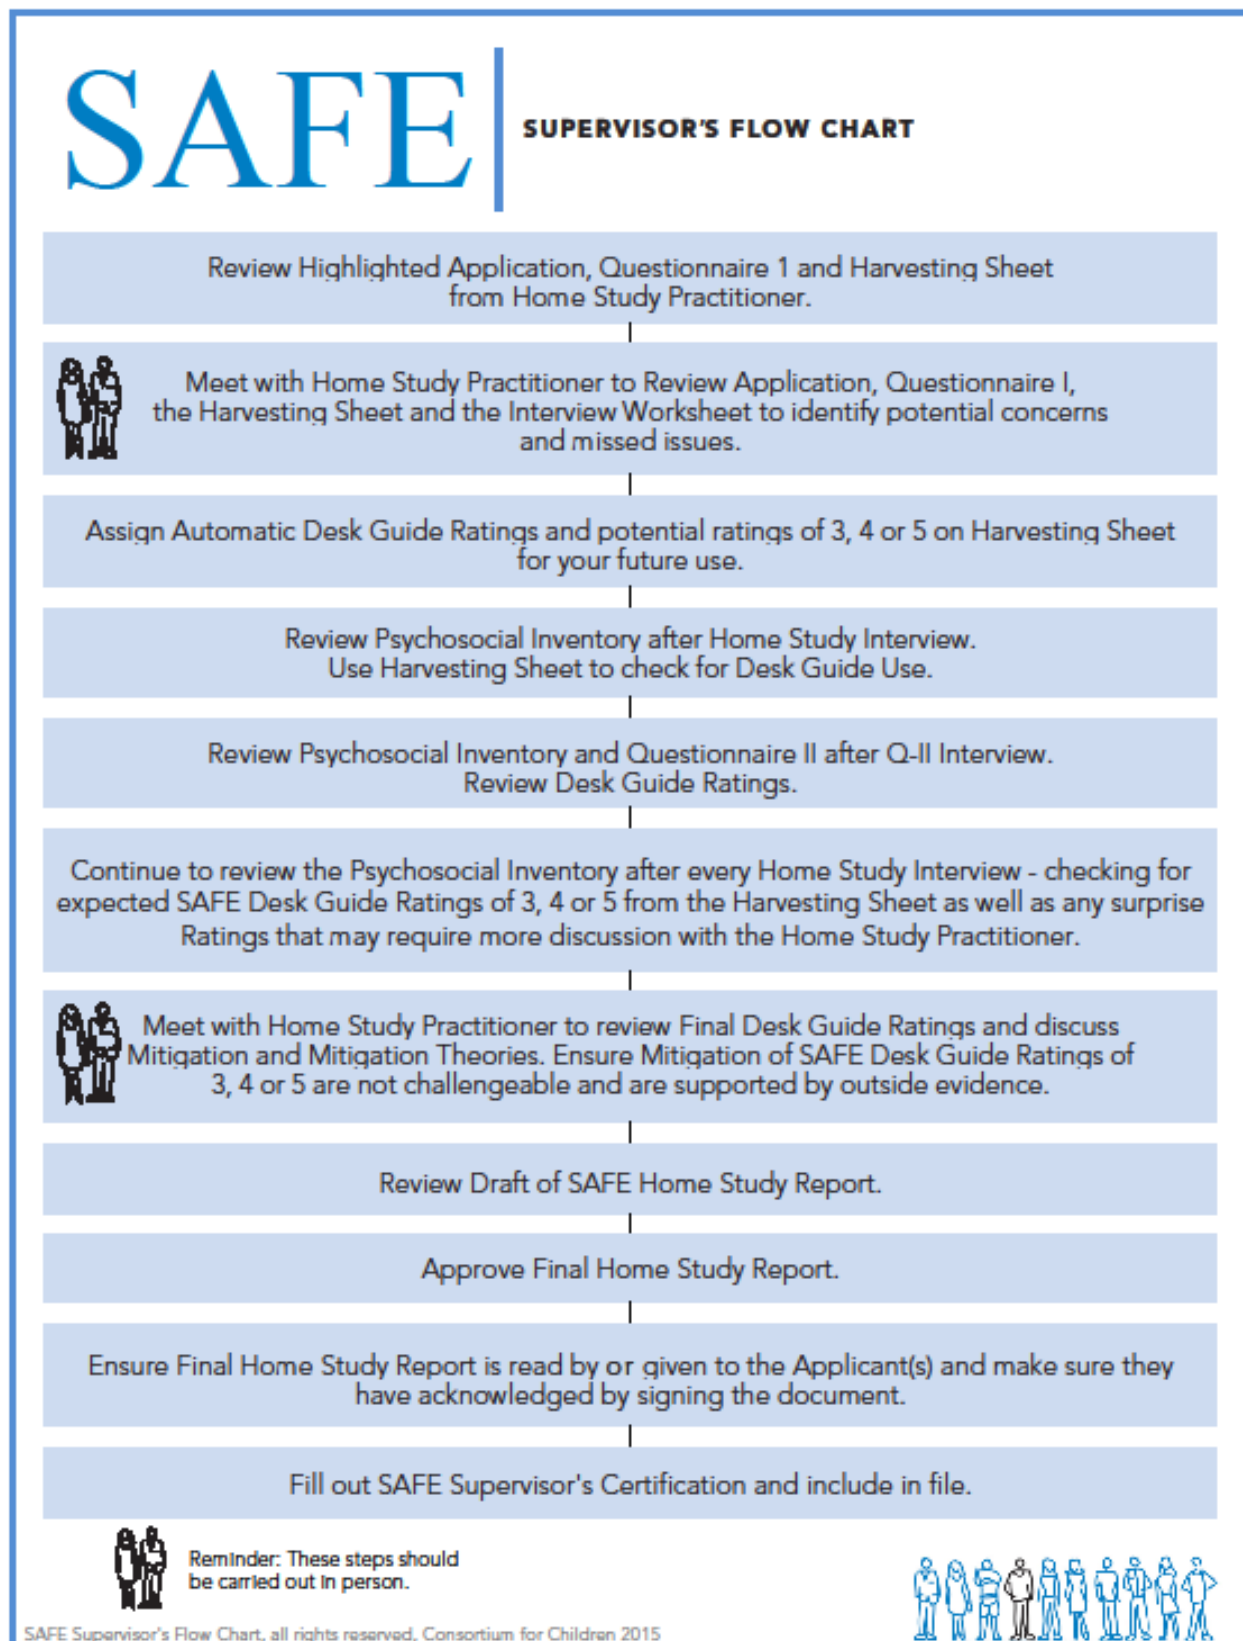 SAFE
SUPERVISOR'S FLOW CHART
Review Highlighted Application, Questionnaire 1 and Harvesting Sheet
from Home Study Practitioner.
Meet with Home Study Practitioner to Review Application, Questionnaire I,
the Harvesting Sheet and the Interview Worksheet to identify potential concerns
and missed issues.
Assign Automatic Desk Guide Ratings and potential ratings of 3, 4 or 5 on Harvesting Sheet
for your future use.
Review Psychosocial Inventory after Home Study Interview.
Use Harvesting Sheet to check for Desk Guide Use.
Review Psychosocial Inventory and Questionnaire II after Q-II Interview.
Review Desk Guide Ratings.
Continue to review the Psychosocial Inventory after every Home Study Interview - checking for
expected SAFE Desk Guide Ratings of 3, 4 or 5 from the Harvesting Sheet as well as any surprise
Ratings that may require more discussion with the Home Study Practitioner.
Meet with Home Study Practitioner to review Final Desk Guide Ratings and discuss
Mitigation and Mitigation Theories. Ensure Mitigation of SAFE Desk Guide Ratings of
3, 4 or 5 are not challengeable and are supported by outside evidence.
Review Draft of SAFE Home Study Report.
Approve Final Home Study Report.
Ensure Final Home Study Report is read by or given to the Applicant(s) and make sure they
have acknowledged by signing the document.
Fill out SAFE Supervisor's Certification and include in file.
Reminder: These steps should
be carried out in person.
SAFE Supervisor's Flow Chart, all rights reserved, Consortium for Children 2015